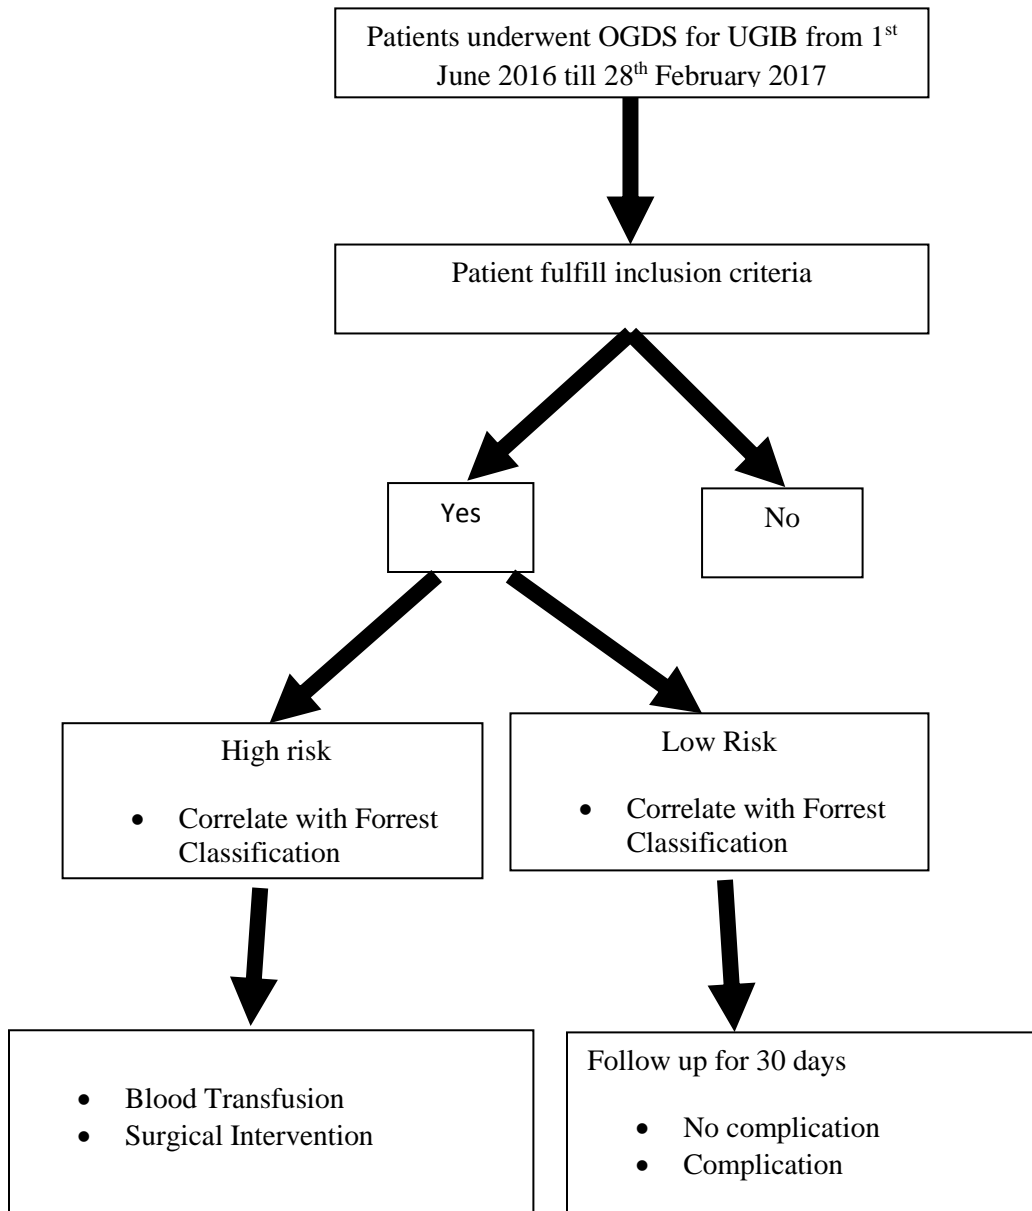 Patients underwent OGDS for UGIB from 1st
June 2016 till 28th February 2017
Patient fulfill inclusion criteria
Yes
No
High risk
• Correlate with Forrest
Classification
Low Risk
• Correlate with Forrest
Classification
• Blood Transfusion
• Surgical Intervention
Follow up for 30 days
• No complication
• Complication